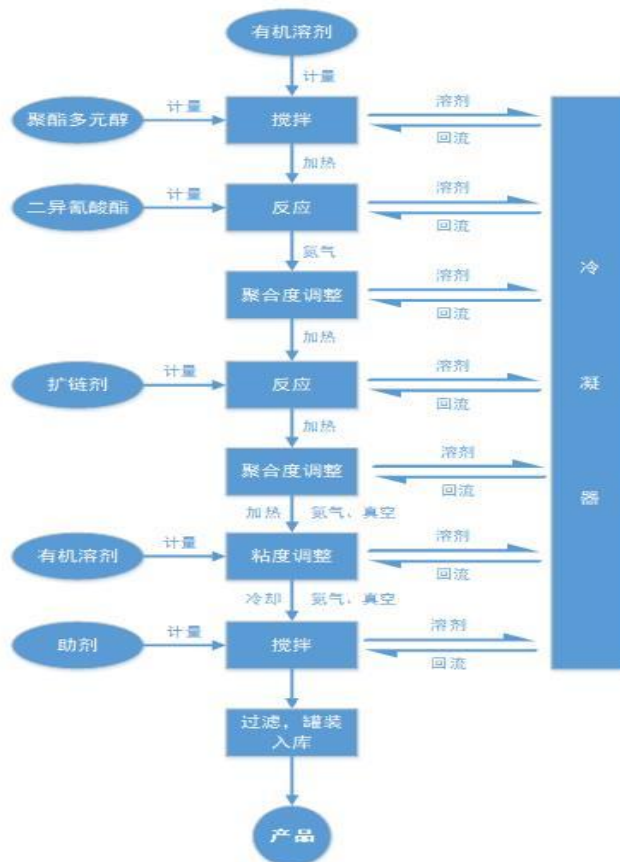 有机溶剂
计量
聚酯多元醇
计量
搅拌
溶剂
回流
加热
二异氰酸酯
计量
反应
溶剂
回流
氮气
聚合度调整
溶剂
回流
加热
扩链剂
计量
反应
溶剂
回流
加热
聚合度调整
溶剂
回流
加热 氮气、真空
有机溶剂
计量
粘度调整
溶剂
回流
冷却 氮气、真空
助剂
计量
搅拌
溶剂
回流
冷
凝
器
过滤，罐装
入库
产品